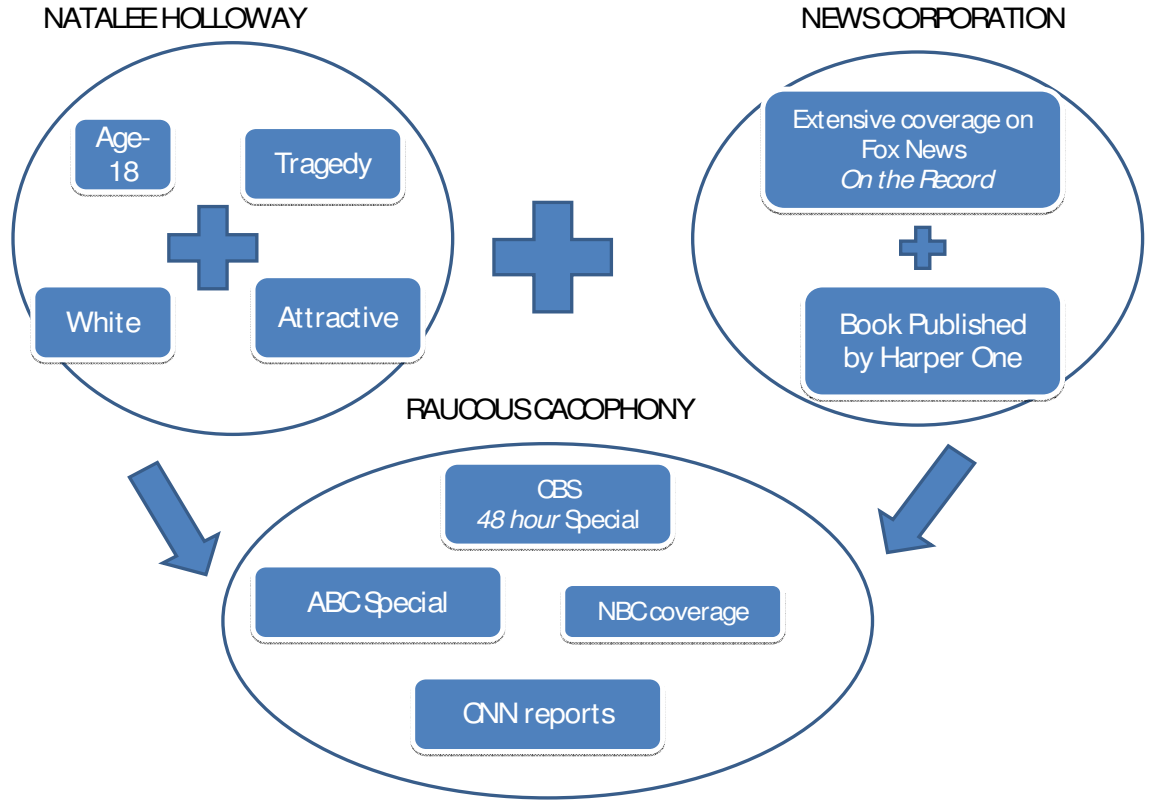 NATALEE HOLLOWAY
NEWS CORPORATION
Age-
18
Tragedy
White
Attractive
Extensive coverage on
Fox News
On the Record
Book Published
by Harper One
RAUCOUS CACOPHONY
CBS
48 hour Special
ABC Special
NBC coverage
CNN reports